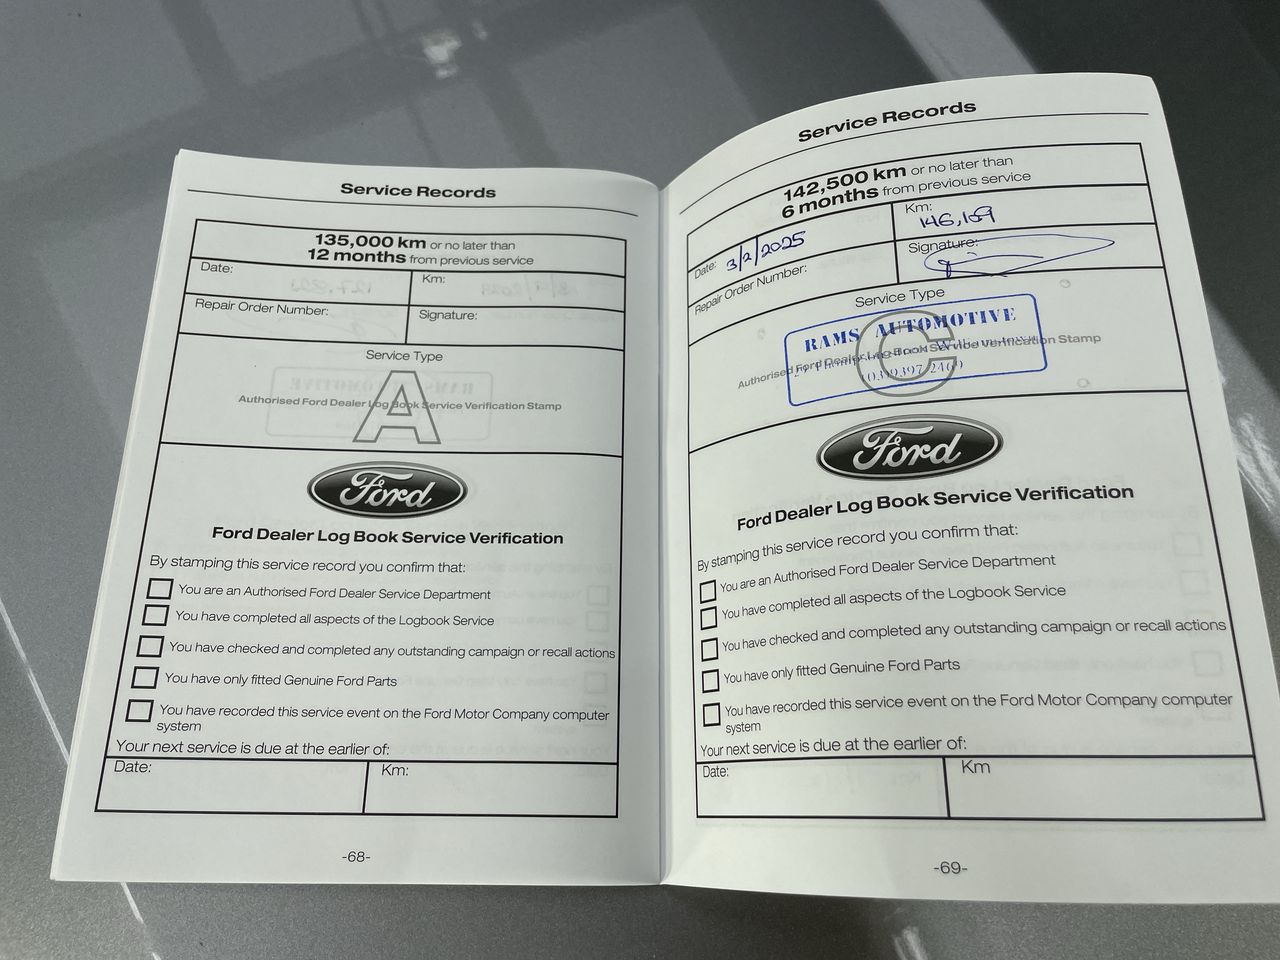 Service Records
135,000 km or no later than
12 months from previous service
Date:
Km:
Repair Order Number:
Signature:
Service Type
A
Authorised Ford Dealer Log Book Service Verification Stamp
Ford
Ford Dealer Log Book Service Verification
By stamping this service record you confirm that:
You are an Authorised Ford Dealer Service Department
You have completed all aspects of the Logbook Service
You have checked and completed any outstanding campaign or recall actions
You have only fitted Genuine Ford Parts
You have recorded this service event on the Ford Motor Company computer
system
Your next service is due at the earlier of:
Date:
Km:
-68-
Service Records
142,500 km or no later than
6 months from previous service
Date: 3/2/2025
Km:
146,169
Repair Order Number:
Signature:
Service Type
RAMS AUTOMOTIVE
C
Authorised Ford Dealer Log Book Service Verification Stamp
Ford
Ford Dealer Log Book Service Verification
By stamping this service record you confirm that:
You are an Authorised Ford Dealer Service Department
You have completed all aspects of the Logbook Service
You have checked and completed any outstanding campaign or recall actions
You have only fitted Genuine Ford Parts
You have recorded this service event on the Ford Motor Company computer
system
Your next service is due at the earlier of:
Date:
Km
-69-